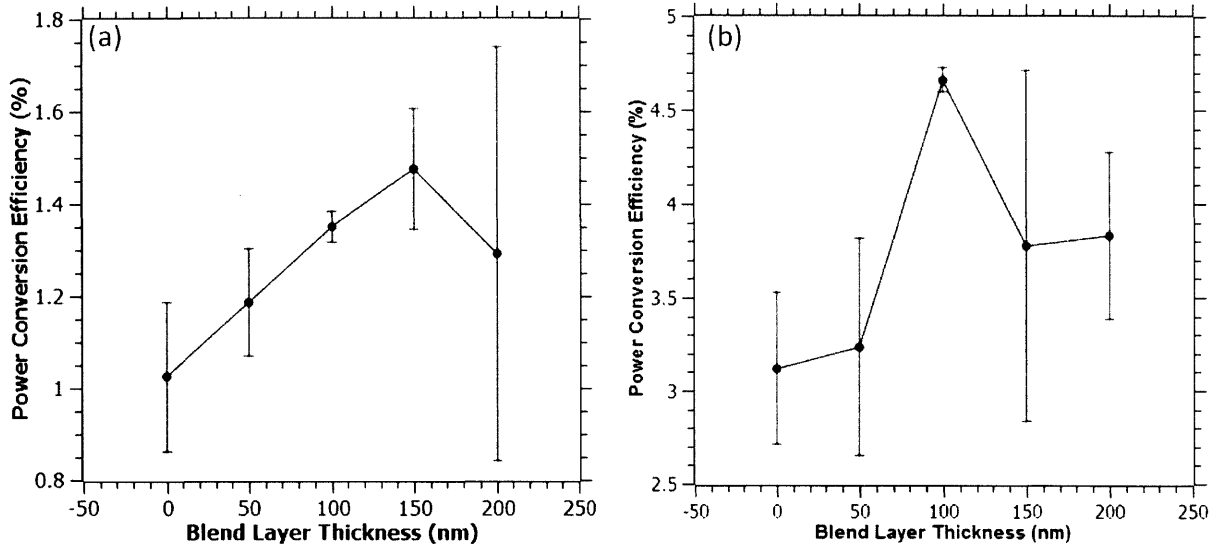 (a)
Power Conversion Efficiency (%)
1.8
1.6
1.4
1.2
1
0.8
-50 0 50 100 150 200 250
Blend Layer Thickness (nm)
(b)
Power Conversion Efficiency (%)
5
4.5
4
3.5
3
2.5
-50 0 50 100 150 200 250
Blend Layer Thickness (nm)